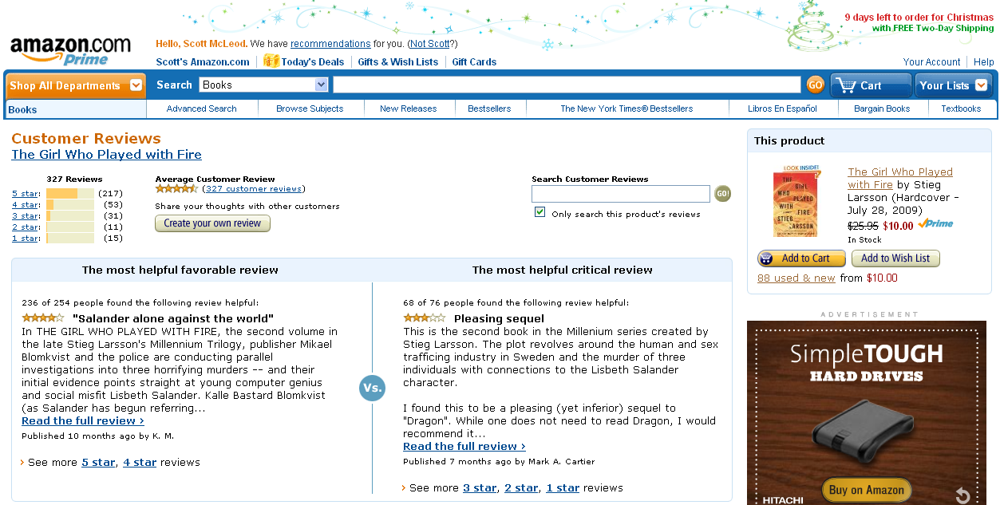 9 days left to order for Christmas
with FREE Two-Day Shipping
amazon.com
Prime
Hello, Scott McLeod. We have recommendations for you. (Not Scott?)
Scott's Amazon.com Today's Deals Gifts & Wish Lists Gift Cards
Your Account Help
Shop All Departments Search Books GO Cart Your Lists
Books Advanced Search Browse Subjects New Releases Bestsellers The New York Times® Bestsellers Libros En Español Bargain Books Textbooks
Customer Reviews
The Girl Who Played with Fire
327 Reviews
5 star: (217)
4 star: (53)
3 star: (31)
2 star: (11)
1 star: (15)
Average Customer Review
(327 customer reviews)
Share your thoughts with other customers
Create your own review
Search Customer Reviews
GO!
Only search this product's reviews
The most helpful favorable review
236 of 254 people found the following review helpful:
"Salander alone against the world"
In THE GIRL WHO PLAYED WITH FIRE, the second volume in
the late Stieg Larsson's Millennium Trilogy, publisher Mikael
Blomkvist and the police are conducting parallel
investigations into three horrifying murders -- and their
initial evidence points straight at young computer genius
and social misfit Lisbeth Salander. Kalle Bastard Blomkvist
(as Salander has begun referring...
Read the full review ›
Published 10 months ago by K. M.
› See more 5 star, 4 star reviews
Vs.
The most helpful critical review
68 of 76 people found the following review helpful:
Pleasing sequel
This is the second book in the Millenium series created by
Stieg Larsson. The plot revolves around the human and sex
trafficing industry in Sweden and the murder of three
individuals with connections to the Lisbeth Salander
character.
I found this to be a pleasing (yet inferior) sequel to
"Dragon". While one does not need to read Dragon, I would
recommend it...
Read the full review ›
Published 7 months ago by Mark A. Cartier
› See more 3 star, 2 star, 1 star reviews
This product
LOOK INSIDE!
THE GIRL
WHO
PLAYED
WITH
FIRE
STIEG
LARSSON
The Girl Who Played
with Fire by Stieg
Larsson (Hardcover -
July 28, 2009)
$25.95 $10.00 Prime
In Stock
Add to Cart Add to Wish List
88 used & new from $10.00
ADVERTISEMENT
SimpleTOUGH
HARD DRIVES
Buy on Amazon
HITACHI